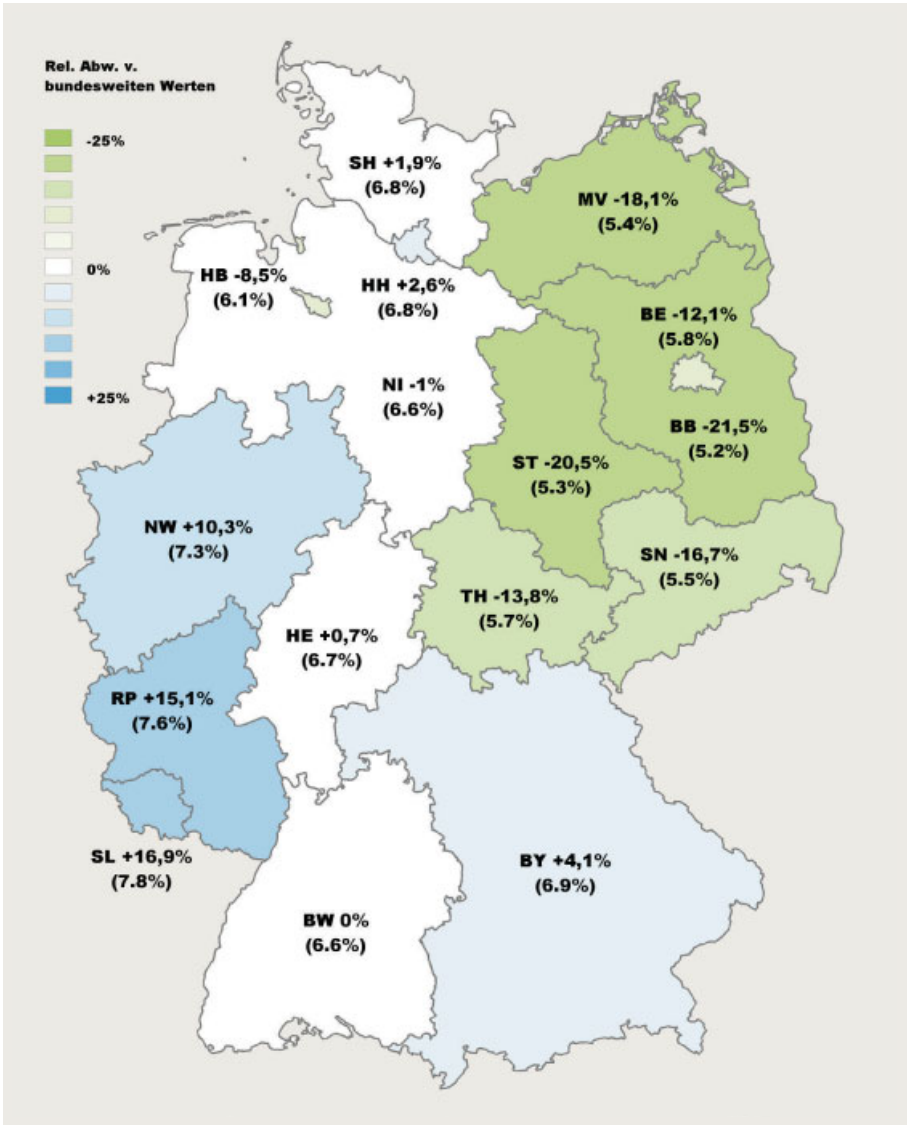 Rel. Abw. v.
bundesweiten Werten
-25%
0%
+25%
SH +1,9%
(6.8%)
MV -18,1%
(5.4%)
HB -8,5%
(6.1%)
HH +2,6%
(6.8%)
BE -12,1%
(5.8%)
NI -1%
(6.6%)
BB -21,5%
(5.2%)
ST -20,5%
(5.3%)
NW +10,3%
(7.3%)
SN -16,7%
(5.5%)
TH -13,8%
(5.7%)
HE +0,7%
(6.7%)
RP +15,1%
(7.6%)
SL +16,9%
(7.8%)
BY +4,1%
(6.9%)
BW 0%
(6.6%)